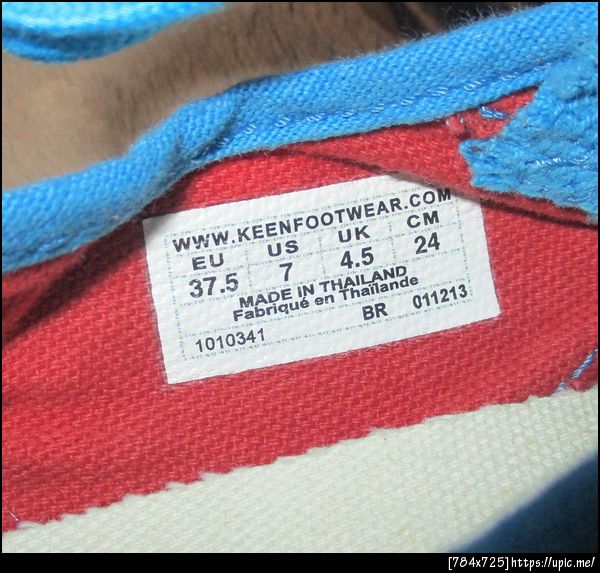 WWW.KEENFOOTWEAR.COM
EU US UK CM
37.5 7 4.5 24
MADE IN THAILAND
Fabriqué en Thaïlande
BR 011213
1010341
[784x725]https://upic.me/